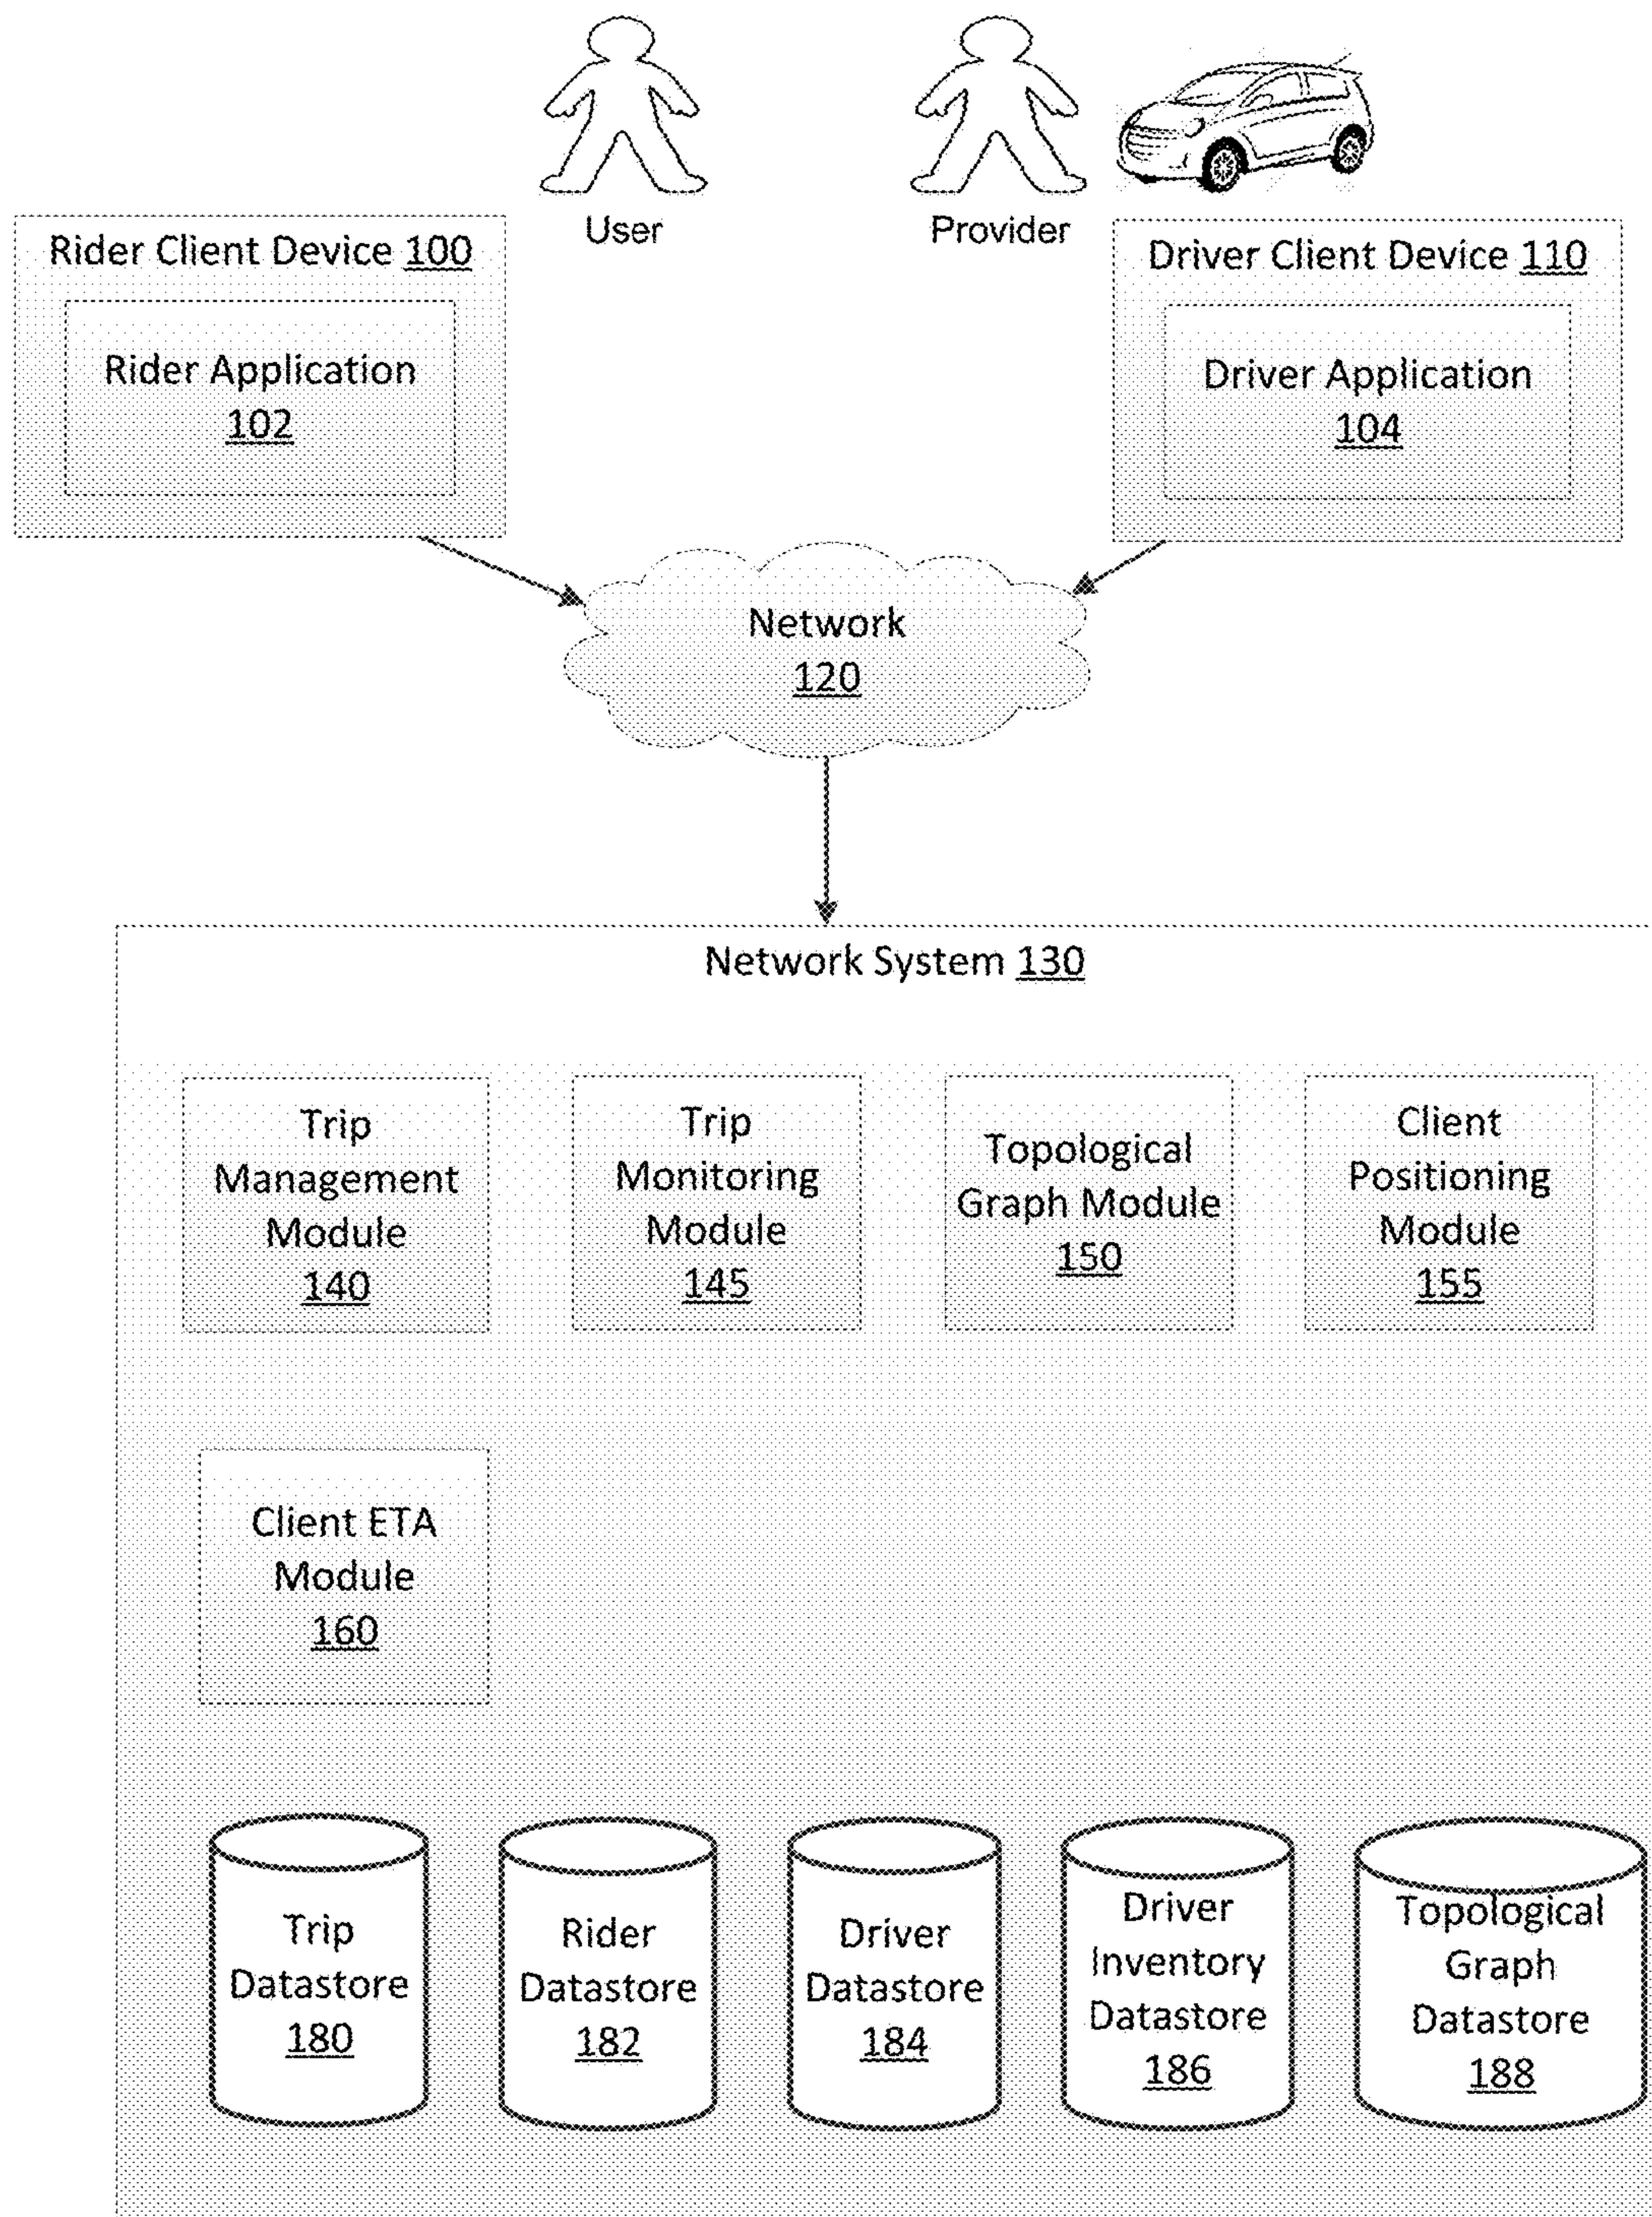 User
Provider
Rider Client Device 100
Rider Application
102
Driver Client Device 110
Driver Application
104
Network
120
Network System 130
Trip
Management
Module
140
Trip
Monitoring
Module
145
Topological
Graph Module
150
Client
Positioning
Module
155
Client ETA
Module
160
Trip
Datastore
180
Rider
Datastore
182
Driver
Datastore
184
Driver
Inventory
Datastore
186
Topological
Graph
Datastore
188